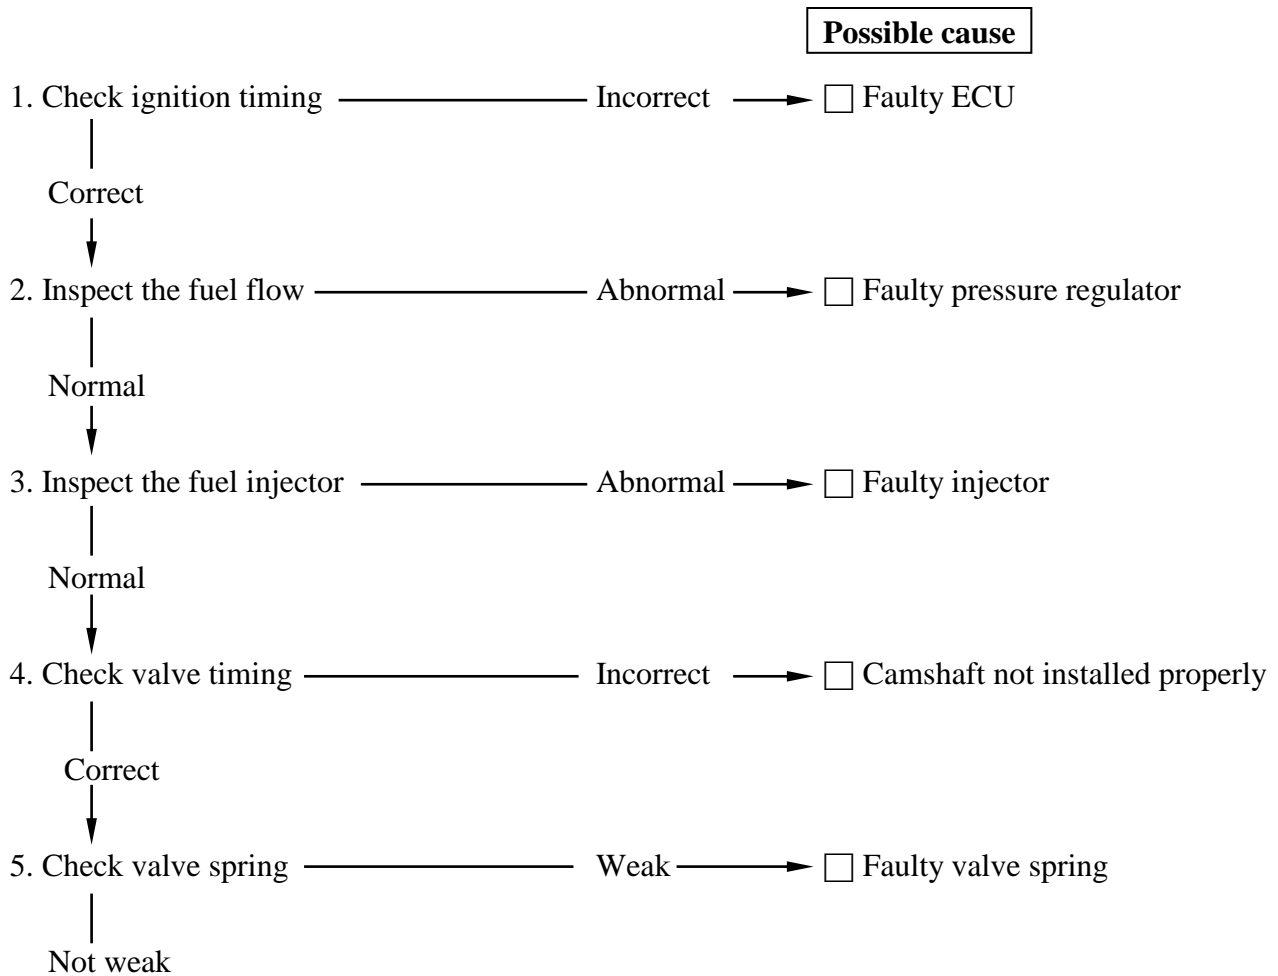 Possible cause
1. Check ignition timing Incorrect Faulty ECU
Correct
2. Inspect the fuel flow Abnormal Faulty pressure regulator
Normal
3. Inspect the fuel injector Abnormal Faulty injector
Normal
4. Check valve timing Incorrect Camshaft not installed properly
Correct
5. Check valve spring Weak Faulty valve spring
Not weak